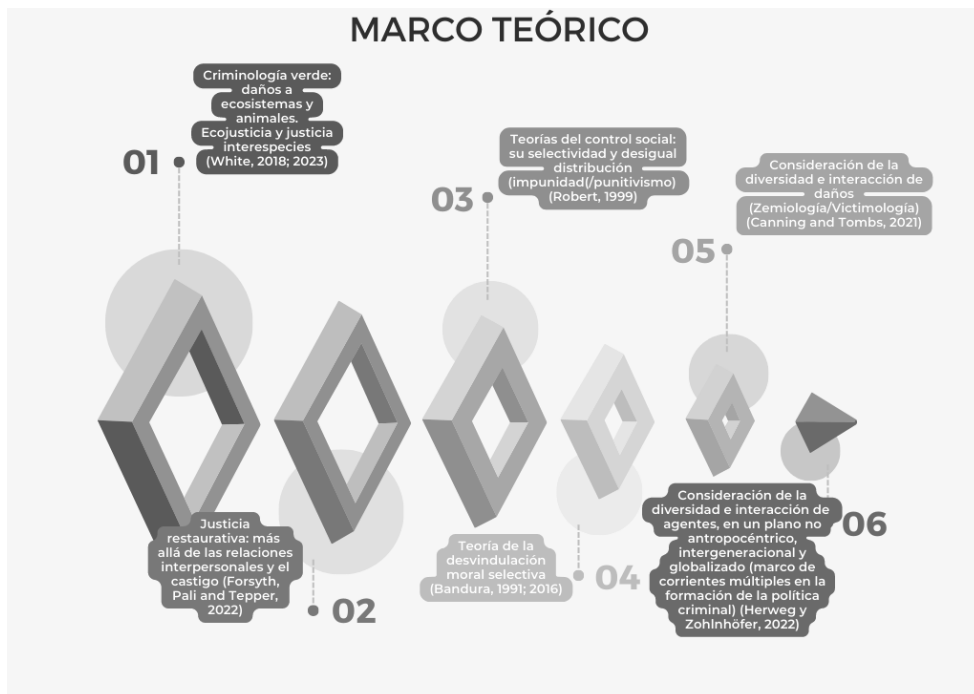 MARCO TEÓRICO
Criminología verde:
daños a
ecosistemas y
animales.
Ecojusticia y justicia
interespecies
(White, 2018; 2023)
01
Justicia
restaurativa: más
allá de las relaciones
interpersonales y el
castigo (Forsyth,
Pali and Tepper,
2022)
02
Teorías del control social:
su selectividad y desigual
distribución
(impunidad(/punitivismo)
(Robert, 1999)
03
Teoría de la
desvindulación
moral selectiva
(Bandura, 1991; 2016)
04
Consideración de la
diversidad e interacción de
daños
(Zemiología/Victimología)
(Canning and Tombs, 2021)
05
Consideración de la
diversidad e interacción de
agentes, en un plano no
antropocéntrico,
intergeneracional y
globalizado (marco de
corrientes múltiples en la
formación de la política
criminal) (Herweg y
Zohlnhöfer, 2022)
06